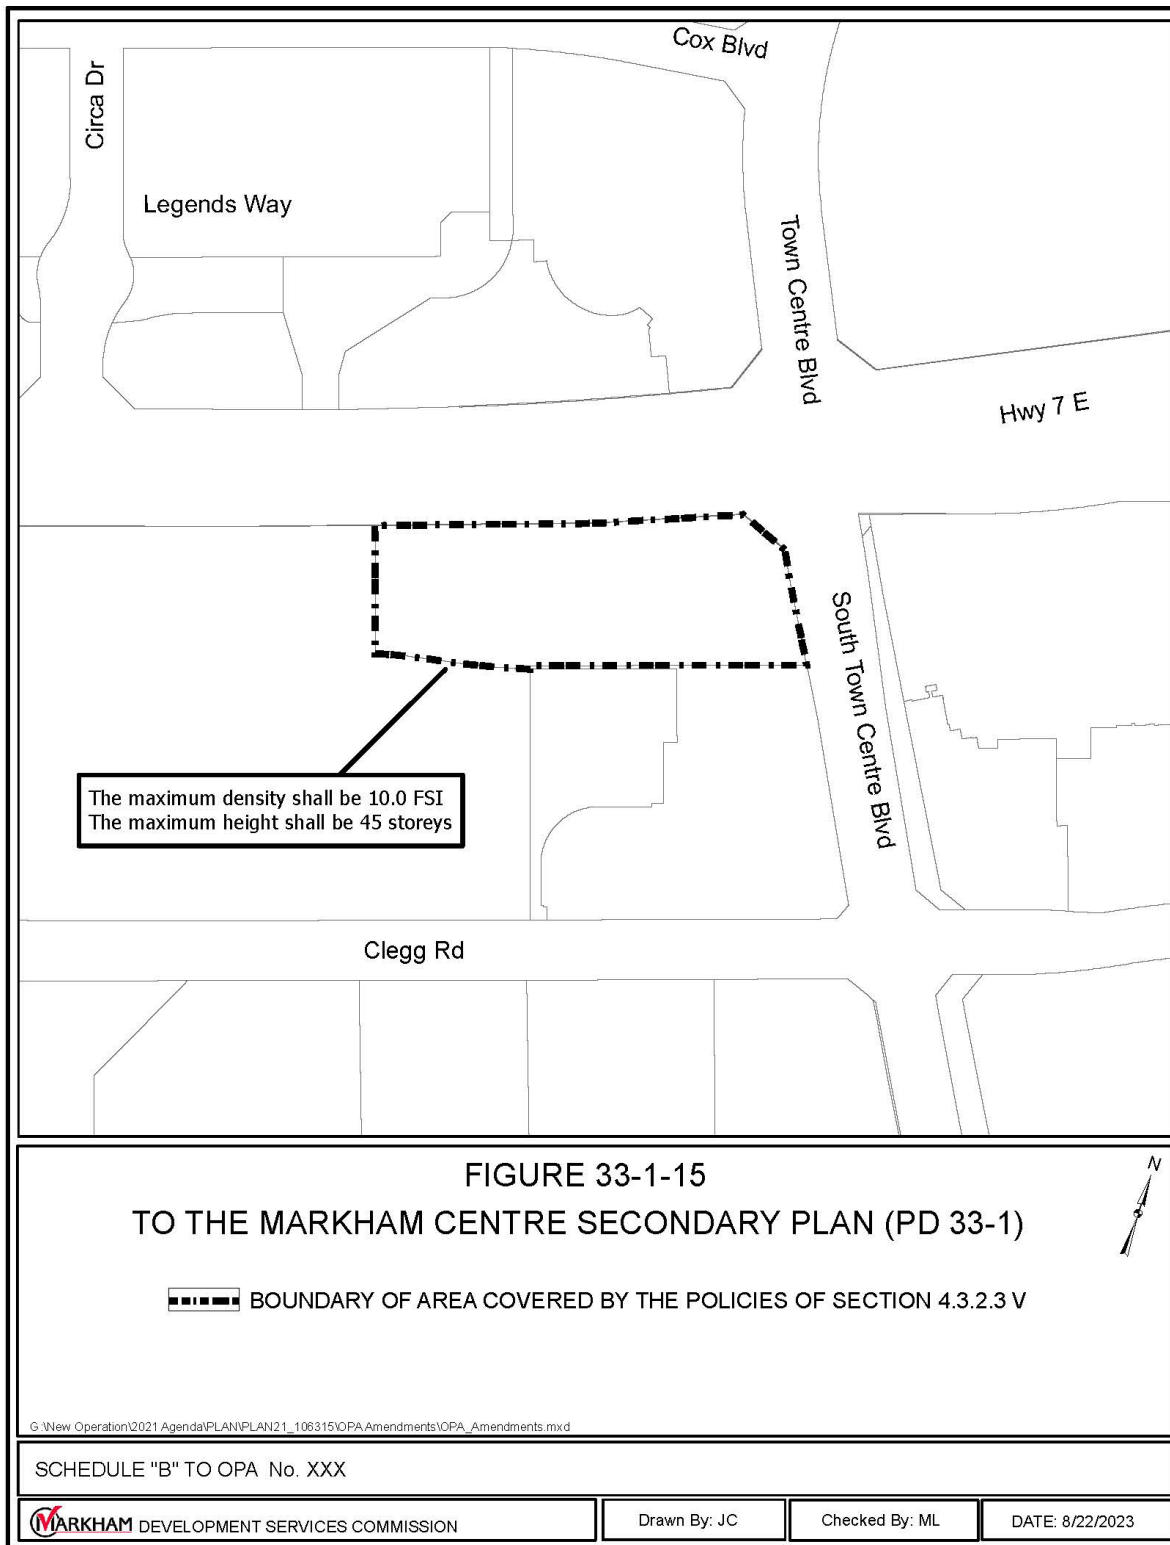 Cox Blvd
Circa Dr
Legends Way
Town Centre Blvd
Hwy 7 E
South Town Centre Blvd
The maximum density shall be 10.0 FSI
The maximum height shall be 45 storeys
Clegg Rd
FIGURE 33-1-15
TO THE MARKHAM CENTRE SECONDARY PLAN (PD 33-1)
N
BOUNDARY OF AREA COVERED BY THE POLICIES OF SECTION 4.3.2.3 V
G:\New Operation\2021 Agenda\PLAN\PLAN21_106315\OPA Amendments\OPA_Amendments.mxd
SCHEDULE "B" TO OPA No. XXX
MARKHAM DEVELOPMENT SERVICES COMMISSION
Drawn By: JC
Checked By: ML
DATE: 8/22/2023